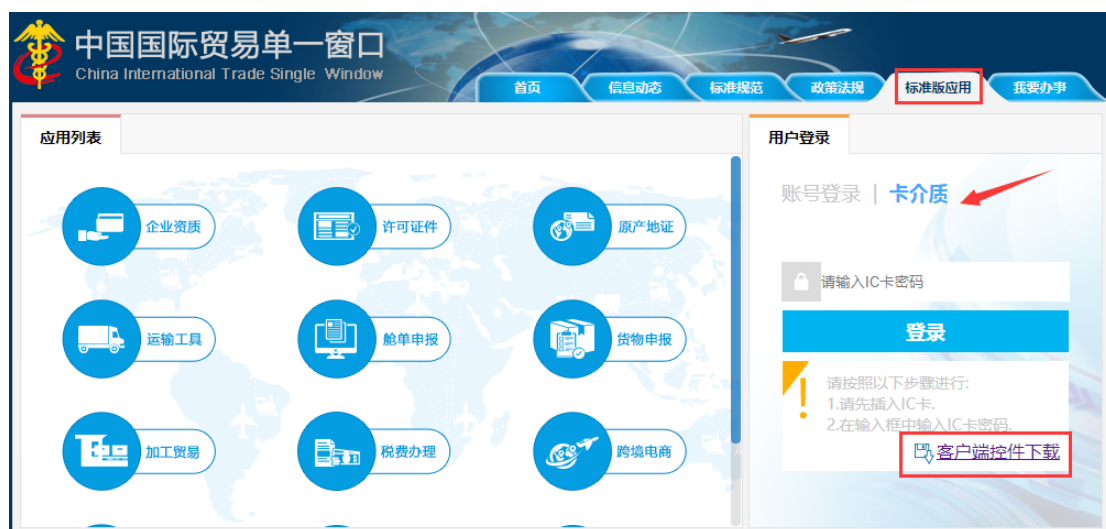 中国国际贸易单一窗口
China International Trade Single Window
首页 信息动态 标准规范 政策法规 标准版应用 我要办事
应用列表
用户登录
账号登录 | 卡介质
企业资质 许可证件 原产地证
请输入IC卡密码
运输工具 舱单申报 货物申报
登录
请按照以下步骤进行:
1.请先插入IC卡.
2.在输入框中输入IC卡密码.
加工贸易 税费办理 跨境电商
客户端控件下载